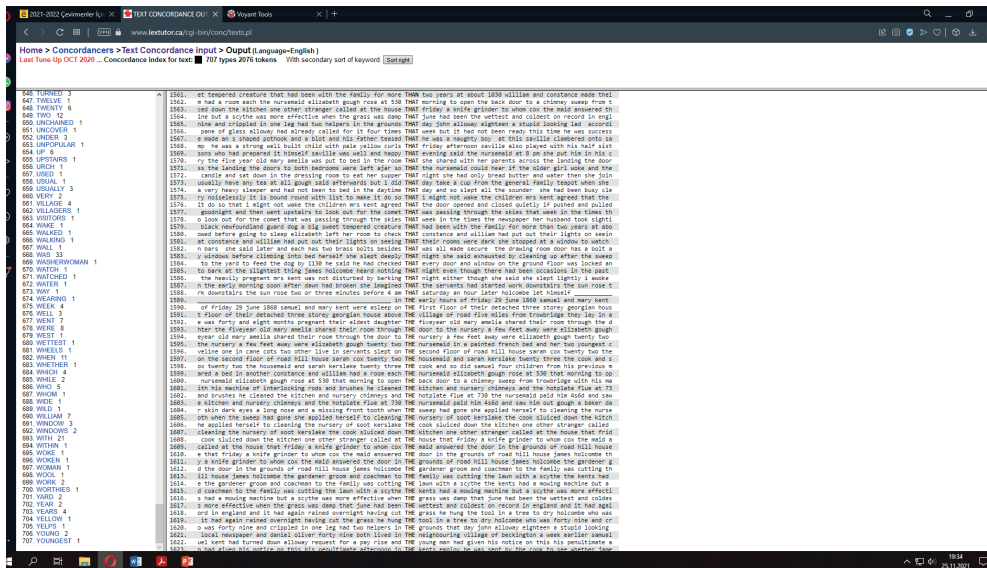 2021-2022 Çevirmenler İçi
TEXT CONCORDANCE OUT
Voyant Tools
www.lextutor.ca/cgi-bin/conc/texts.pl
Home > Concordancers >Text Concordance input > Ouput (Language=English )
Last Tune-Up OCT 2020 ... Concordance index for text: 707 types 2076 tokens With secondary sort of keyword. Sort right
646. TURNED 3
647. TWELVE 1
648. TWENTY 6
649. TWO 12
650. UNCHAINED 1
651. UNCOVER 1
652. UNDER 3
653. UNPOPULAR 1
654. UP 6
655. UPSTAIRS 1
656. URCH 1
657. USED 1
658. USUAL 1
659. USUALLY 3
660. VERY 2
661. VILLAGE 4
662. VILLAGERS 1
663. VISITORS 1
664. WAKE 1
665. WALKED 1
666. WALKING 1
667. WALL 1
668. WAS 33
669. WASHERWOMAN 1
670. WATCH 1
671. WATCHED 1
672. WATER 1
673. WAY 1
674. WEARING 1
675. WEEK 4
676. WELL 3
677. WENT 7
678. WERE 8
679. WEST 1
680. WETTEST 1
681. WHEELS 1
682. WHEN 11
683. WHETHER 1
684. WHICH 4
685. WHILE 2
686. WHO 5
687. WHOM 1
688. WIDE 1
689. WILD 1
690. WILLIAM 7
691. WINDOW 3
692. WINDOWS 2
693. WITH 21
694. WITHIN 1
695. WOKE 1
696. WOKEN 1
697. WOMAN 1
698. WOOL 1
699. WORK 2
700. WORTHIES 1
701. YARD 2
702. YEAR 2
703. YEARS 4
704. YELLOW 1
705. YELPS 1
706. YOUNG 2
707. YOUNGEST 1
1561. et tempered creature that had been with the family for more THAN two years at about 1030 william and constance made thei
1562. m had a room each the nursemaid elizabeth gough rose at 530 THAT morning to open the back door to a chimney sweep from t
1563. ced down the kitchen one other stranger called at the house THAT friday a knife grinder to whom cox the maid answered th
1564. ine but a scythe was more effective when the grass was damp THAT june had been the wettest and coldest on record in engl
1565. nine and crippled in one leg had two helpers in the grounds THAT day john alloway eighteen a stupid looking lad accordi
1566. pane of glass alloway had already called for it four times THAT week but it had not been ready this time he was success
1567. e made an s shaped pothook and a blot and his father teased THAT he was a naughty boy at this saville clambered onto sa
1568. mp he was a strong well built child with pale yellow curls THAT friday afternoon saville also played with his half sist
1569. sons who had prepared it himself saville was well and happy THAT evening said the nursemaid at 8 pm she put him in his c
1570. ry the five year old mary amelia was put to bed in the room THAT she shared with her parents across the landing the door
1571. ss the landing the doors to both bedrooms were left ajar so THAT the nursemaid could hear if the older girl woke and the
1572. candle and sat down in the dressing room to eat her supper THAT night she had only bread and butter and water then she join
1573. usually have any tea at all gough said afterwards but i did THAT day take a cup from the general family teapot when she
1574. a very heavy sleeper and had not been to bed in the daytime THAT day and so slept all the sounder she had been busy cle
1575. ry noiselessly it is bound round with list to make it do so THAT i might not wake the children mrs kent agreed that the
1576. it do so that i might not wake the children mrs kent agreed THAT the door opened and closed quietly if pushed and pulled
1577. goodnight and then went upstairs to look out for the comet THAT was passing through the skies that week in the times th
1578. o look out for the comet that was passing through the skies THAT week in the times the newspaper her husband took sighti
1579. black newfoundland guard dog a big sweet tempered creature THAT had been with the family for more than two years at abo
1580. owed before going to sleep elizabeth left her room to check THAT constance and william had put out their lights on seein
1581. at constance and william had put out their lights on seeing THAT their rooms were dark she stopped at a window to watch
1582. n bars she said later and each has two brass bolts besides THAT was all made secure the drawing room door has a bolt a
1583. y windows before climbing into bed herself she slept deeply THAT night she said exhausted by cleaning up after the sweep
1584. to the yard to feed the dog by 1130 he said he had checked THAT every door and window on the ground floor was locked an
1585. to bark at the slightest thing james holcombe heard nothing THAT night even though there had been occasions in the past
1586. the heavily pregnant mrs kent was not disturbed by barking THAT night either though she said she slept lightly i awoke
1587. n the early morning soon after dawn had broken she imagined THAT the servants had started work downstairs the sun rose t
1588. rk downstairs the sun rose two or three minutes before 4 am THAT saturday an hour later holcombe let himself
1589. in THE early hours of friday 29 june 1860 samuel and mary kent
1590. of friday 29 june 1860 samuel and mary kent were asleep on THE first floor of their detached three storey georgian hous
1591. t floor of their detached three storey georgian house above THE village of road five miles from trowbridge they lay in a
1592. e was forty and eight months pregnant their eldest daughter THE fiveyear old mary amelia shared their room through the d
1593. hter the fiveyear old mary amelia shared their room through THE door to the nursery a few feet away were elizabeth gough
1594. eyear old mary amelia shared their room through the door to THE nursery a few feet away were elizabeth gough twenty two
1595. the nursery a few feet away were elizabeth gough twenty two THE nursemaid in a painted french bed and her two youngest c
1596. veline one in cane cots two other live in servants slept on THE second floor of road hill house sarah cox twenty two the
1597. on the second floor of road hill house sarah cox twenty two THE housemaid and sarah kerslake twenty three the cook and s
1598. ox twenty two the housemaid and sarah kerslake twenty three THE cook and so did samuel four children from his previous m
1599. ared a bed in another constance and william had a room each THE nursemaid elizabeth gough rose at 530 that morning to op
1600. nursemaid elizabeth gough rose at 530 that morning to open THE back door to a chimney sweep from trowbridge with his ma
1601. ith his machine of interlocking rods and brushes he cleaned THE kitchen and nursery chimneys and the hotplate flue at 73
1602. and brushes he cleaned the kitchen and nursery chimneys and THE hotplate flue at 730 the nursemaid paid him 4s6d and saw
1603. e kitchen and nursery chimneys and the hotplate flue at 730 THE nursemaid paid him 4s6d and saw him out gough a baker da
1604. r skin dark eyes a long nose and a missing front tooth when THE sweep had gone she applied herself to cleaning the nurse
1605. oth when the sweep had gone she applied herself to cleaning THE nursery of soot kerslake the cook sluiced down the kitch
1606. he applied herself to cleaning the nursery of soot kerslake THE cook sluiced down the kitchen one other stranger called
1607. cleaning the nursery of soot kerslake the cook sluiced down THE kitchen one other stranger called at the house that frid
1608. cook sluiced down the kitchen one other stranger called at THE house that friday a knife grinder to whom cox the maid a
1609. called at the house that friday a knife grinder to whom cox THE maid answered the door in the grounds of road hill house
1610. e that friday a knife grinder to whom cox the maid answered THE door in the grounds of road hill house james holcombe th
1611. y a knife grinder to whom cox the maid answered the door in THE grounds of road hill house james holcombe the gardener g
1612. d the door in the grounds of road hill house james holcombe THE gardener groom and coachman to the family was cutting th
1613. ill house james holcombe the gardener groom and coachman to THE family was cutting the lawn with a scythe the kents had
1614. e the gardener groom and coachman to the family was cutting THE lawn with a scythe the kents had a mowing machine but a
1615. d coachman to the family was cutting the lawn with a scythe THE kents had a mowing machine but a scythe was more effecti
1616. s had a mowing machine but a scythe was more effective when THE grass was damp that june had been the wettest and coldes
1617. s more effective when the grass was damp that june had been THE wettest and coldest on record in england and it had agai
1618. ord in england and it had again rained overnight having cut THE grass he hung the tool in a tree to dry holcombe who was
1619. it had again rained overnight having cut the grass he hung THE tool in a tree to dry holcombe who was forty nine and cr
1620. o was forty nine and crippled in one leg had two helpers in THE grounds that day john alloway eighteen a stupid looking
1621. local newspaper and daniel oliver forty nine both lived in THE neighbouring village of beckington a week earlier samuel
1622. uel kent had turned down alloway request for a pay rise and THE young man had given his notice on this his penultimate a
1623. n had given his notice on this his penultimate afternoon in THE kents employ he was sent by the cook to see whether jame
19:34
25.11.2021